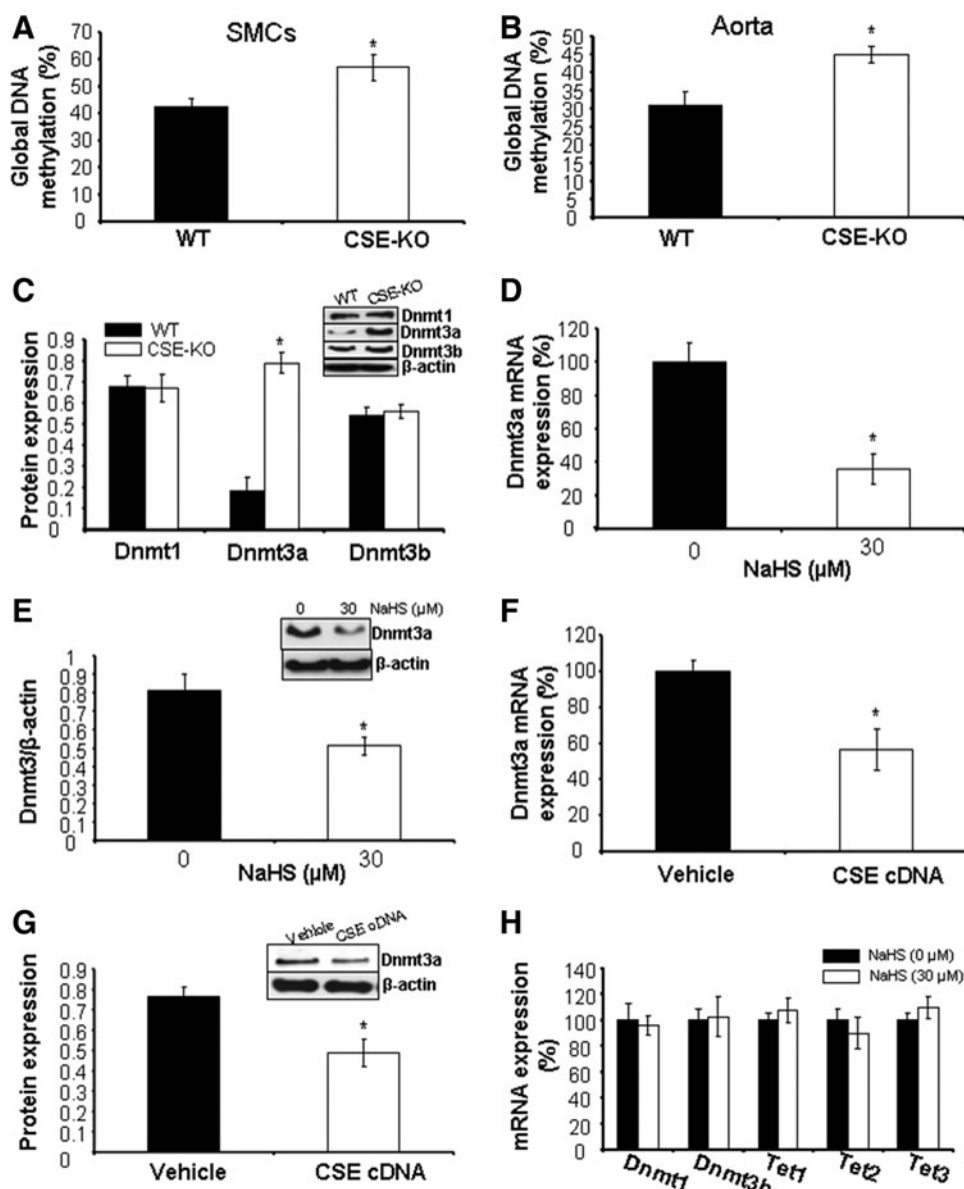 A
SMCs
Global DNA
methylation (%)
70
60
50
40
30
20
10
0
*
WT
CSE-KO
B
Aorta
Global DNA
methylation (%)
50
45
40
35
30
25
20
15
10
5
0
*
WT
CSE-KO
C
WT
CSE-KO
WT CSE-KO
Dnmt1
Dnmt3a
Dnmt3b
β-actin
Protein expression
0.9
0.8
0.7
0.6
0.5
0.4
0.3
0.2
0.1
0
*
Dnmt1
Dnmt3a
Dnmt3b
D
Dnmt3a mRNA
expression (%)
120
100
80
60
40
20
0
*
0
30
NaHS (µM)
E
0 30 NaHS (µM)
Dnmt3a
β-actin
Dnmt3/β-actin
1
0.9
0.8
0.7
0.6
0.5
0.4
0.3
0.2
0.1
0
*
0
30
NaHS (µM)
F
Dnmt3a mRNA
expression (%)
120
100
80
60
40
20
0
*
Vehicle
CSE cDNA
G
Vehicle CSE cDNA
Dnmt3a
β-actin
Protein expression
0.9
0.8
0.7
0.6
0.5
0.4
0.3
0.2
0.1
0
*
Vehicle
CSE cDNA
H
NaHS (0 µM)
NaHS (30 µM)
mRNA expression
(%)
140
120
100
80
60
40
20
0
Dnmt1
Dnmt3b
Tet1
Tet2
Tet3